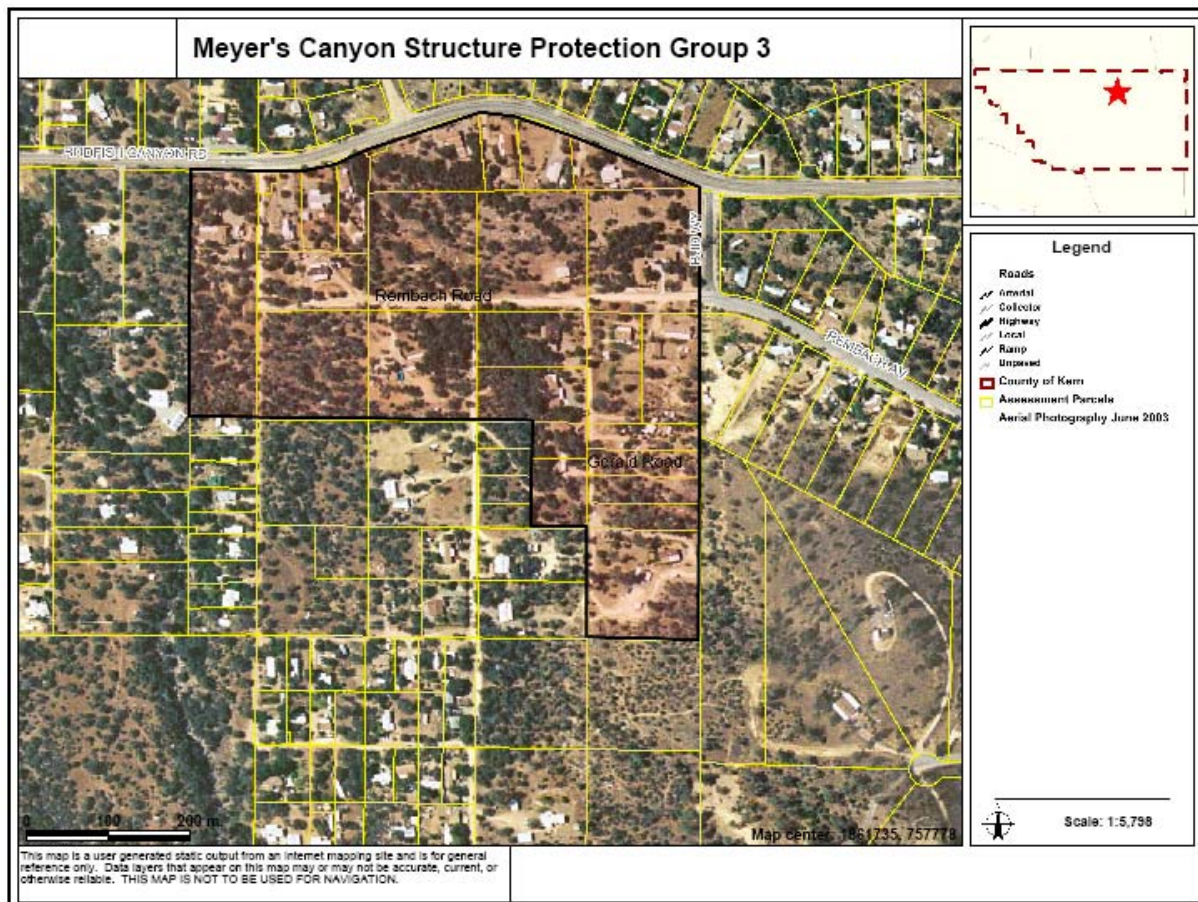 Meyer's Canyon Structure Protection Group 3
CANYON RD
Rembach Road
REMBACH AV
Gerald Road
0 100 200 m.
Map center: 1861735, 757778
Legend
Roads
Arterial
Collector
Highway
Local
Ramp
Unpaved
County of Kern
Assessment Parcels
Aerial Photography June 2003
Scale: 1:5,798
This map is a user generated static output from an Internet mapping site and is for general
reference only. Data layers that appear on this map may or may not be accurate, current, or
otherwise reliable. THIS MAP IS NOT TO BE USED FOR NAVIGATION.